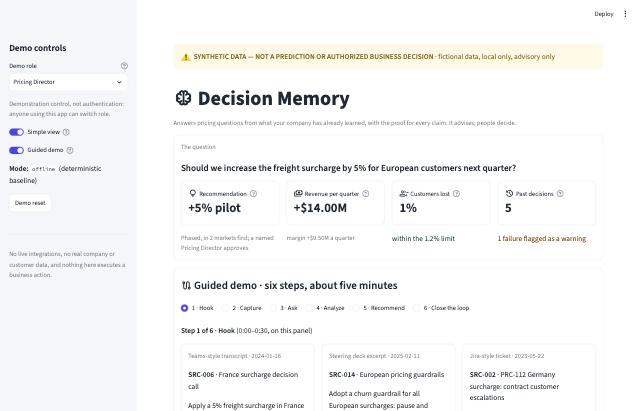 Deploy
Demo controls
Demo role
Pricing Director
Demonstration control, not authentication:
anyone using this app can switch role.
Simple view
Guided demo
Mode: offline (deterministic
baseline)
Demo reset
No live integrations, no real company or
customer data, and nothing here executes a
business action.
SYNTHETIC DATA — NOT A PREDICTION OR AUTHORIZED BUSINESS DECISION · fictional data, local only, advisory only
Decision Memory
Answers pricing questions from what your company has already learned, with the proof for every claim. It advises; people decide.
The question
Should we increase the freight surcharge by 5% for European customers next quarter?
Recommendation
+5% pilot
Phased, in 2 markets first; a named
Pricing Director approves
Revenue per quarter
+$14.00M
margin +$9.50M a quarter
Customers lost
1%
within the 1.2% limit
Past decisions
5
1 failure flagged as a warning
Guided demo · six steps, about five minutes
1 · Hook
2 · Capture
3 · Ask
4 · Analyze
5 · Recommend
6 · Close the loop
Step 1 of 6 · Hook (0:00–0:30, on this panel)
Teams-style transcript · 2024-01-16
SRC-006 · France surcharge decision
call
Apply a 5% freight surcharge in France
Steering deck excerpt · 2025-02-11
SRC-014 · European pricing guardrails
Adopt a churn guardrail for all
European surcharges: pause and
Jira-style ticket · 2023-05-22
SRC-002 · PRC-112 Germany
surcharge: contract customer
escalations